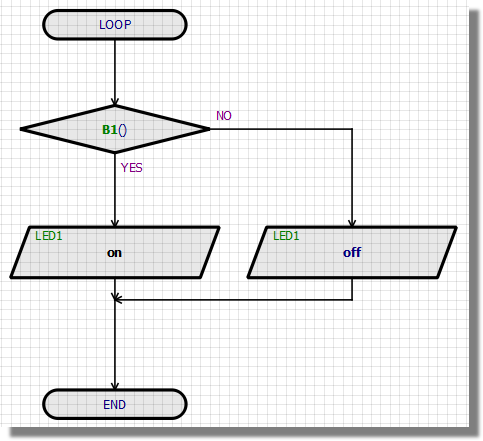 LOOP
B1()
NO
YES
LED1
on
LED1
off
END